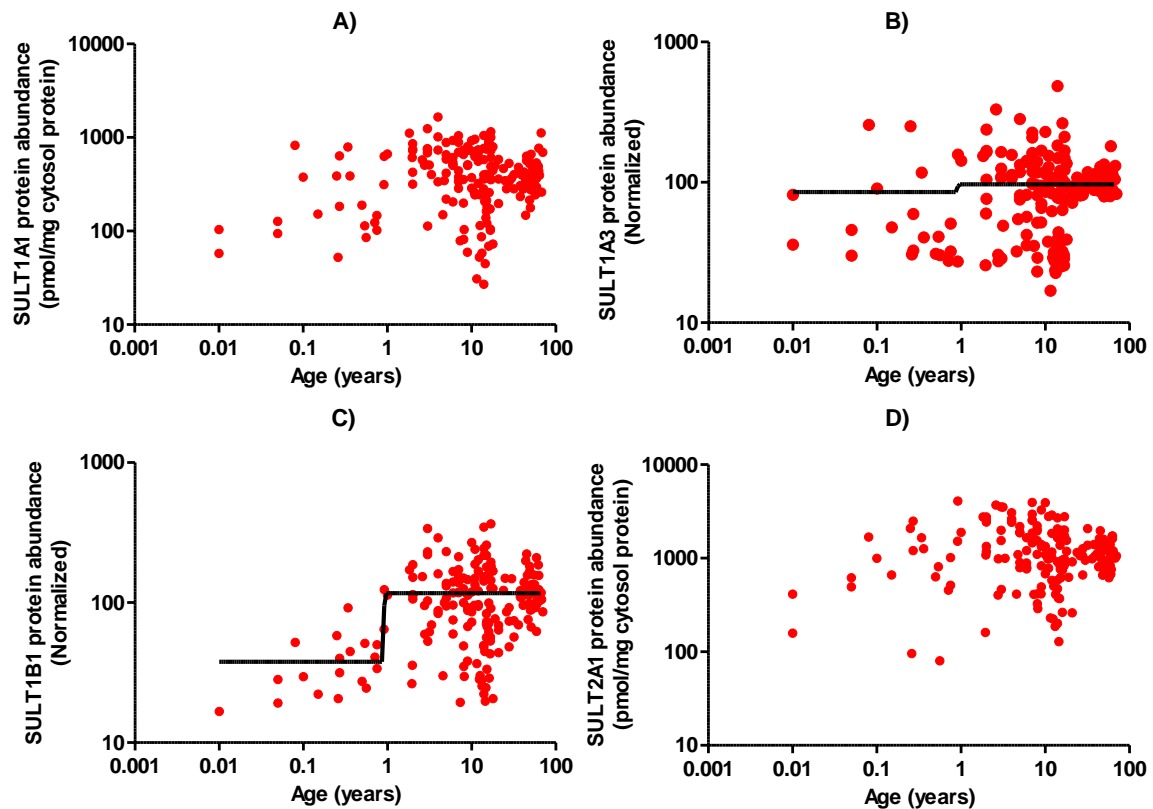 A)
SULT1A1 protein abundance
(pmol/mg cytosol protein)
10000
1000
100
10
0.001 0.01 0.1 1 10 100
Age (years)
B)
SULT1A3 protein abundance
(Normalized)
1000
100
10
0.001 0.01 0.1 1 10 100
Age (years)
C)
SULT1B1 protein abundance
(Normalized)
1000
100
10
0.001 0.01 0.1 1 10 100
Age (years)
D)
SULT2A1 protein abundance
(pmol/mg cytosol protein)
10000
1000
100
10
0.001 0.01 0.1 1 10 100
Age (years)